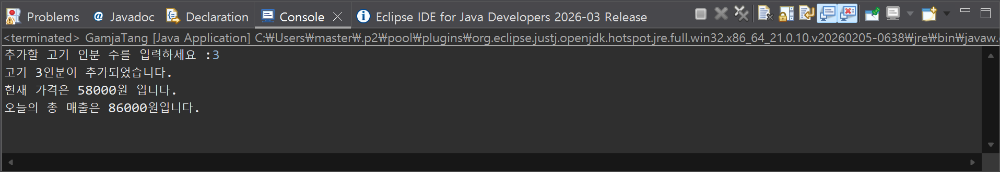 Problems Javadoc Declaration Console Eclipse IDE for Java Developers 2026-03 Release
<terminated> GamjaTang [Java Application] C:₩Users₩master₩.p2₩pool₩plugins₩org.eclipse.justj.openjdk.hotspot.jre.full.win32.x86_64_21.0.10.v20260205-0638₩jre₩bin₩javaw.
추가할 고기 인분 수를 입력하세요 :3
고기 3인분이 추가되었습니다.
현재 가격은 58000원 입니다.
오늘의 총 매출은 86000원입니다.